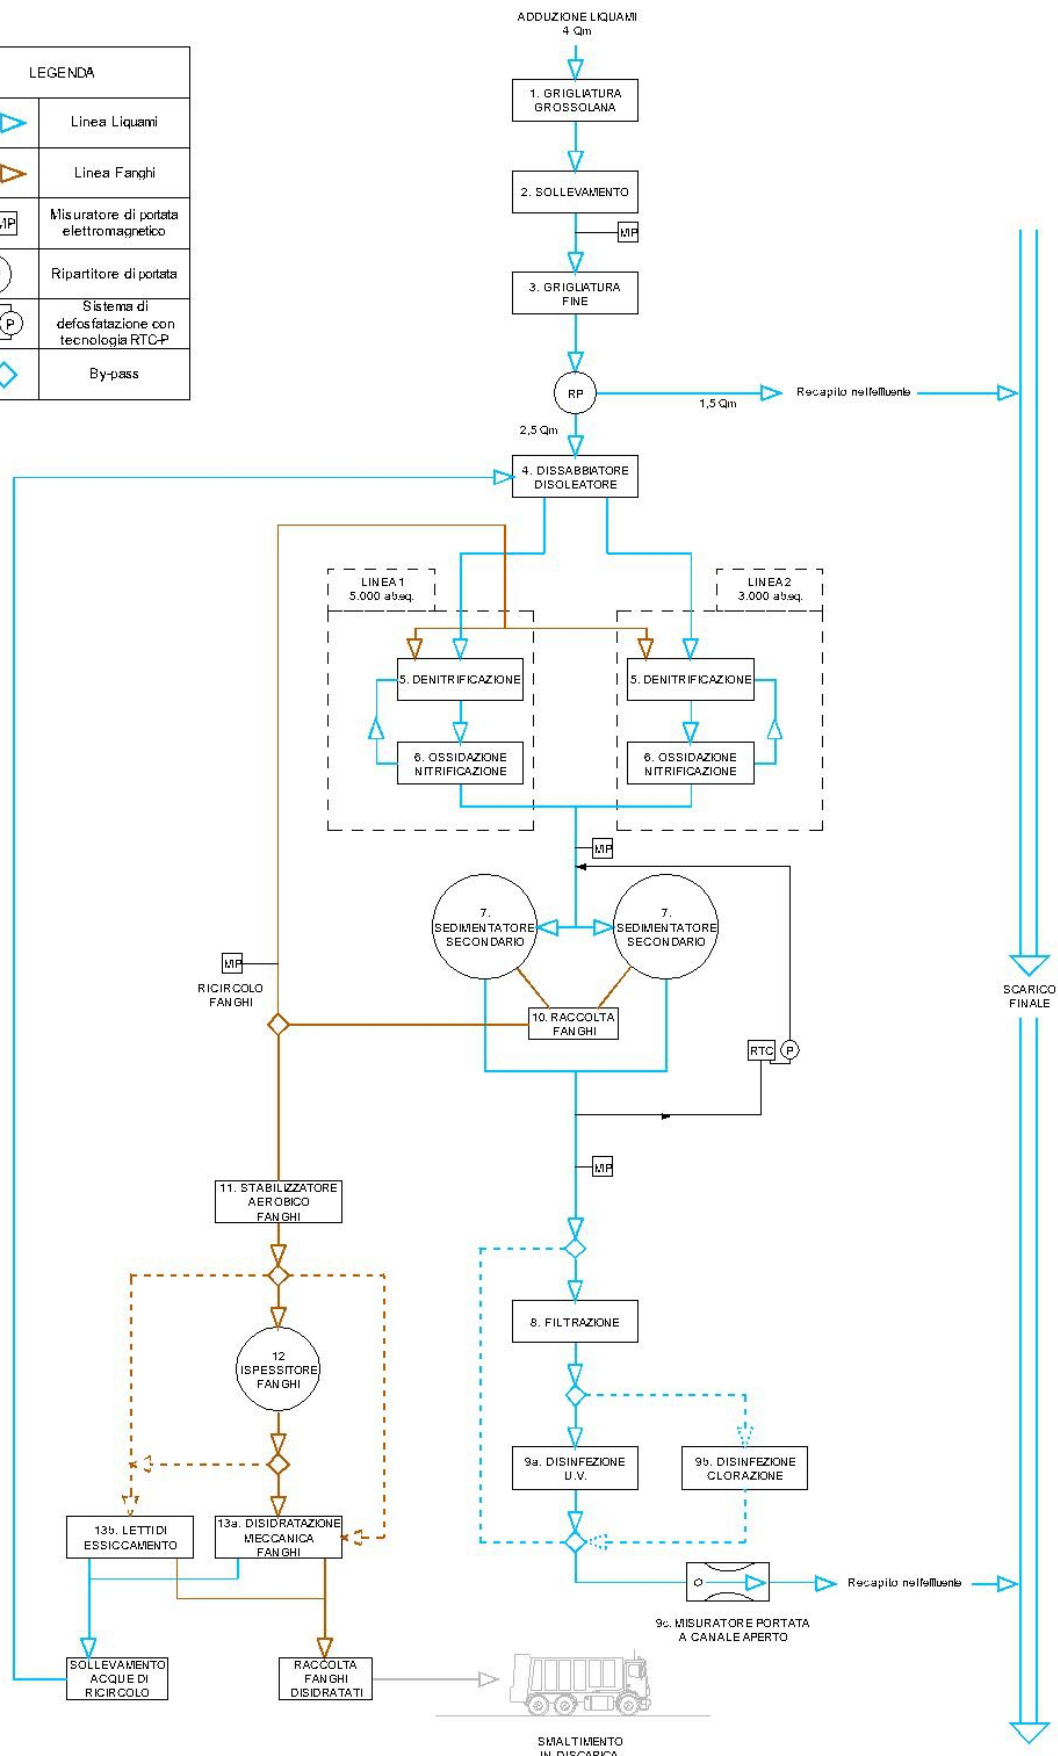 ADDUZIONE LIQUAMI
4 Qm
LEGENDA
Linea Liquami
Linea Fanghi
MP
Misuratore di portata
elettromagnetico
Ripartitore di portata
P
Sistema di
defosfatazione con
tecnologia RTC-P
By-pass
1. GRIGLIATURA
GROSSOLANA
2. SOLLEVAMENTO
MP
3. GRIGLIATURA
FINE
RP
1,5 Qm
Recapito nell'effluente
2,5 Qm
4. DISSABBIATORE
DISOLEATORE
LINEA 1
5.000 ab.eq.
LINEA 2
3.000 ab.eq.
5. DENITRIFICAZIONE
5. DENITRIFICAZIONE
6. OSSIDAZIONE
NITRIFICAZIONE
6. OSSIDAZIONE
NITRIFICAZIONE
MP
7.
SEDIMENTATORE
SECONDARIO
7.
SEDIMENTATORE
SECONDARIO
MP
RICIRCOLO
FANGHI
SCARICO
FINALE
10. RACCOLTA
FANGHI
RTC
P
MP
11. STABILIZZATORE
AEROBICO
FANGHI
8. FILTRAZIONE
12
ISPESSITORE
FANGHI
9a. DISINFEZIONE
U.V.
9b. DISINFEZIONE
CLORAZIONE
13b. LETTI DI
ESSICCAMENTO
13a. DISIDRATAZIONE
MECCANICA
FANGHI
Recapito nell'effluente
9c. MISURATORE PORTATA
A CANALE APERTO
SOLLEVAMENTO
ACQUE DI
RICIRCOLO
RACCOLTA
FANGHI
DISIDRATATI
SMALTIMENTO
IN DISCARICA